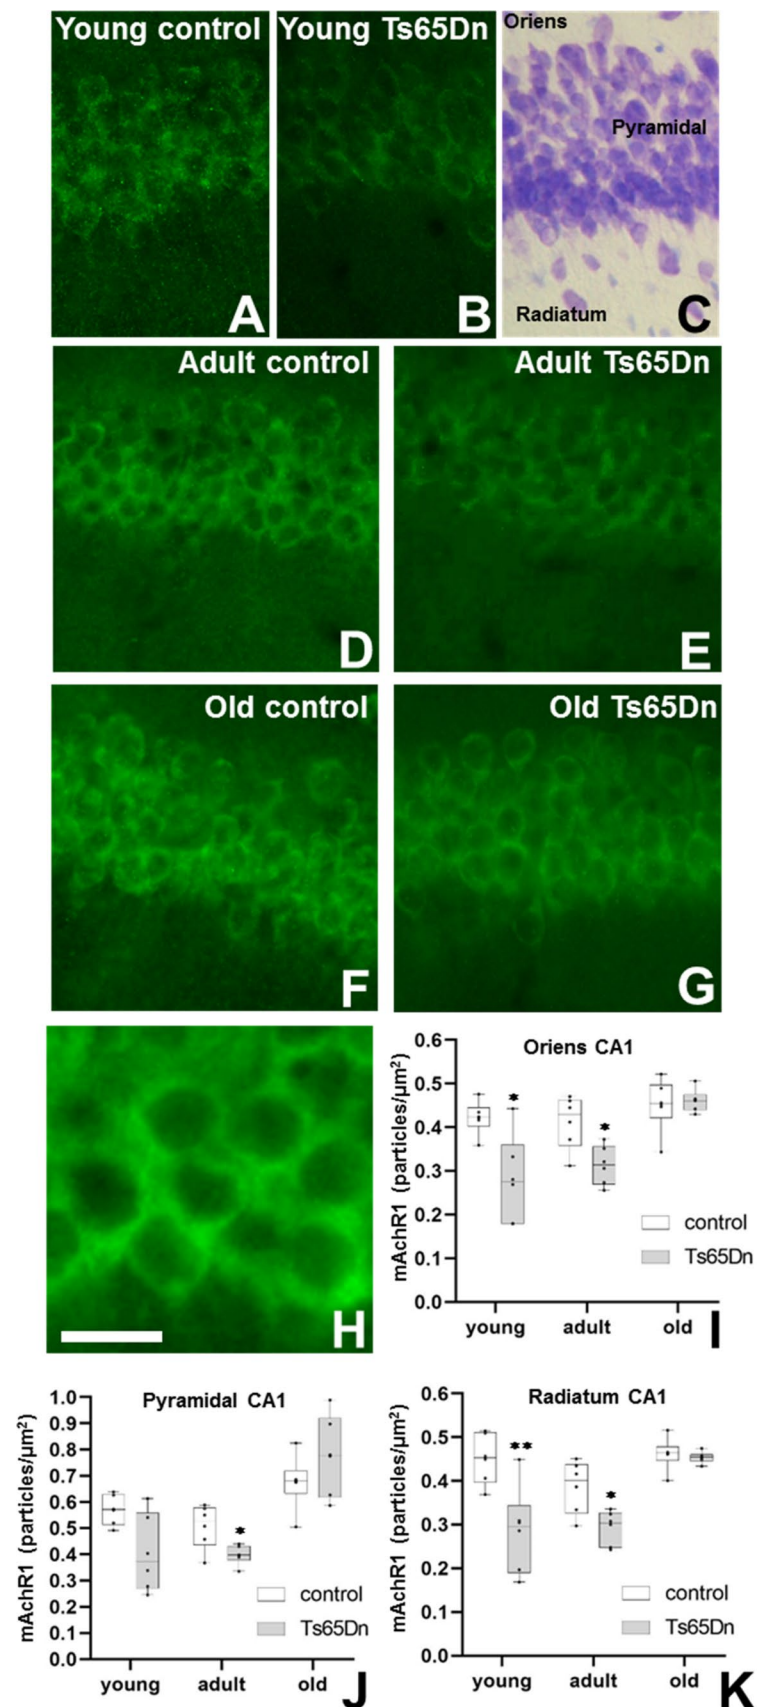 Young control
A
Young Ts65Dn
B
Oriens
Pyramidal
Radiatum
C
Adult control
D
Adult Ts65Dn
E
Old control
F
Old Ts65Dn
G
H
Oriens CA1
mAchR1 (particles/µm²)
0.6
0.5
0.4
0.3
0.2
0.1
0.0
*
*
control
Ts65Dn
young adult old
I
Pyramidal CA1
mAchR1 (particles/µm²)
1.0
0.9
0.8
0.7
0.6
0.5
0.4
0.3
0.2
0.1
0.0
*
control
Ts65Dn
young adult old
J
Radiatum CA1
mAchR1 (particles/µm²)
0.6
0.5
0.4
0.3
0.2
0.1
0.0
**
*
control
Ts65Dn
young adult old
K